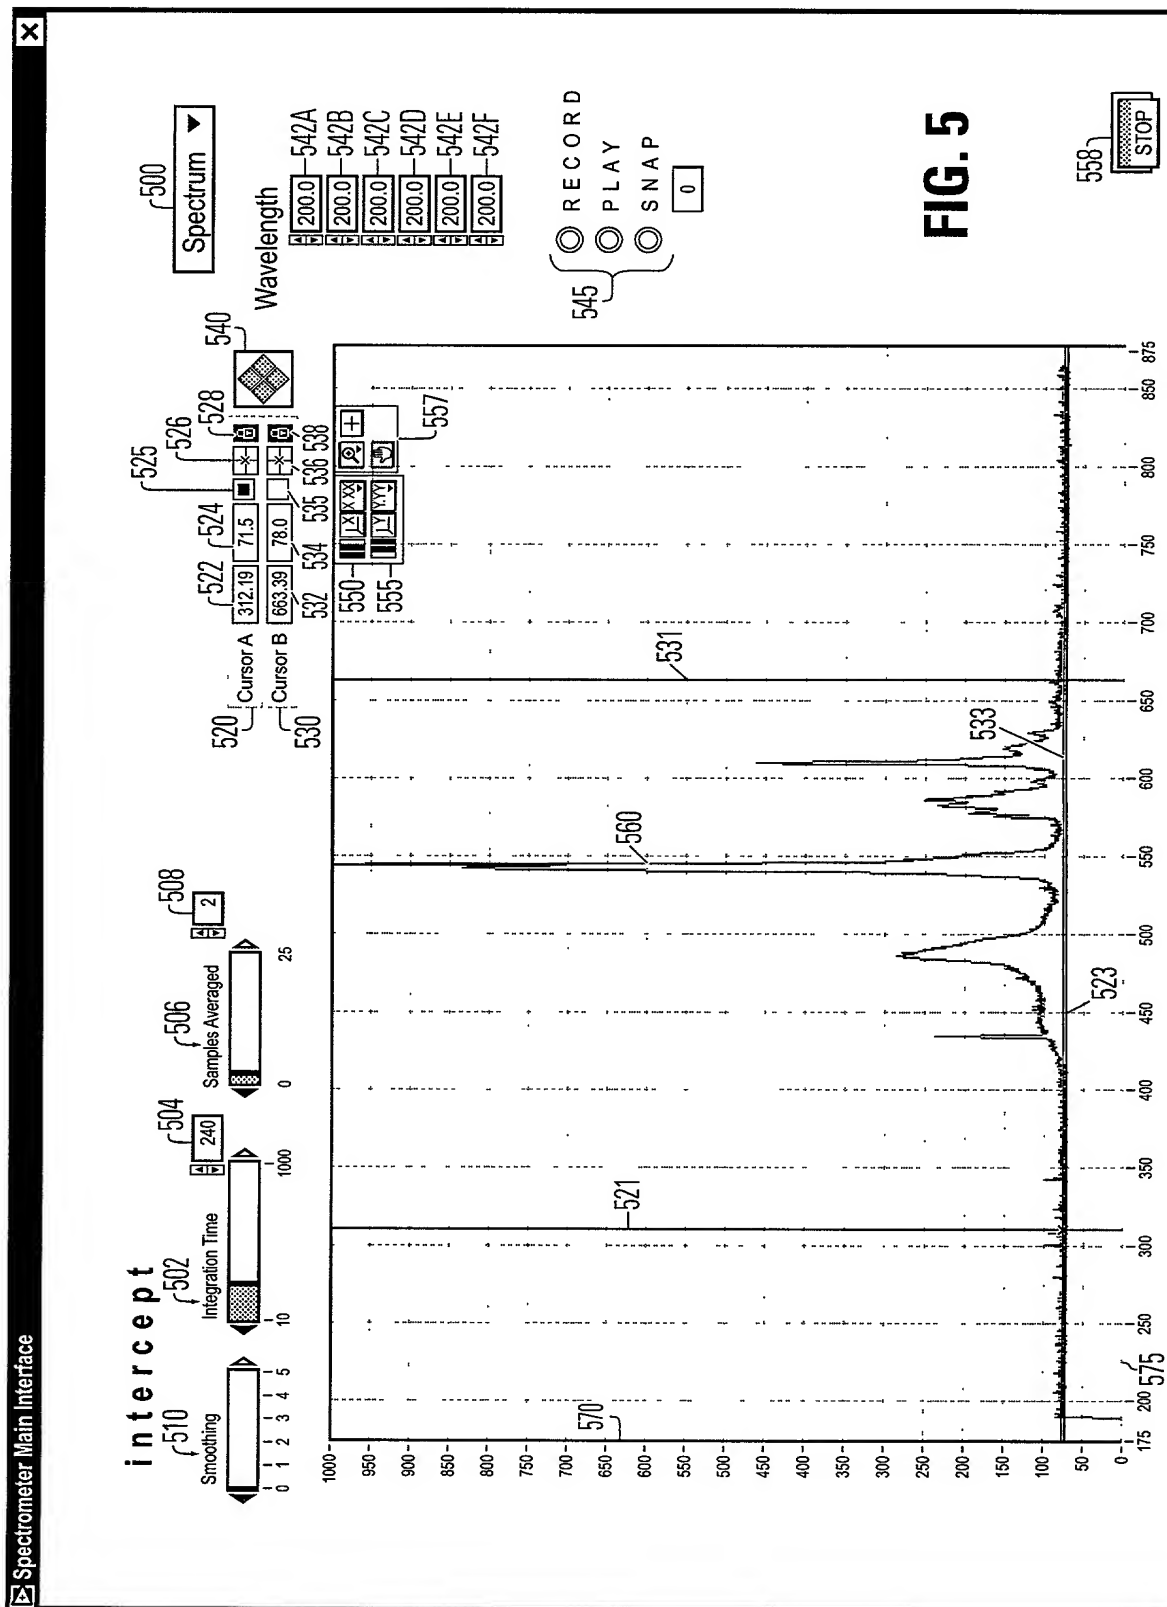 Spectrometer Main Interface
X
intercept
500
Spectrum
510
Smoothing
0 1 2 3 4 5
502
Integration Time
504
240
10 1000
506
Samples Averaged
508
2
0 25
520
Cursor A
522
312.19
524
71.5
525
526
528
530
Cursor B
532
663.39
534
78.0
535
536
538
540
Wavelength
200.0 542A
200.0 542B
200.0 542C
200.0 542D
200.0 542E
200.0 542F
545
RECORD
PLAY
SNAP
0
550
X X.XX
555
Y Y.YY
557
1000
950
900
850
800
750
700
650
600
550
500
450
400
350
300
250
200
150
100
50
0
570
521
560
531
523
533
175 200 250 300 350 400 450 500 550 600 650 700 750 800 850 875
575
FIG. 5
558
STOP